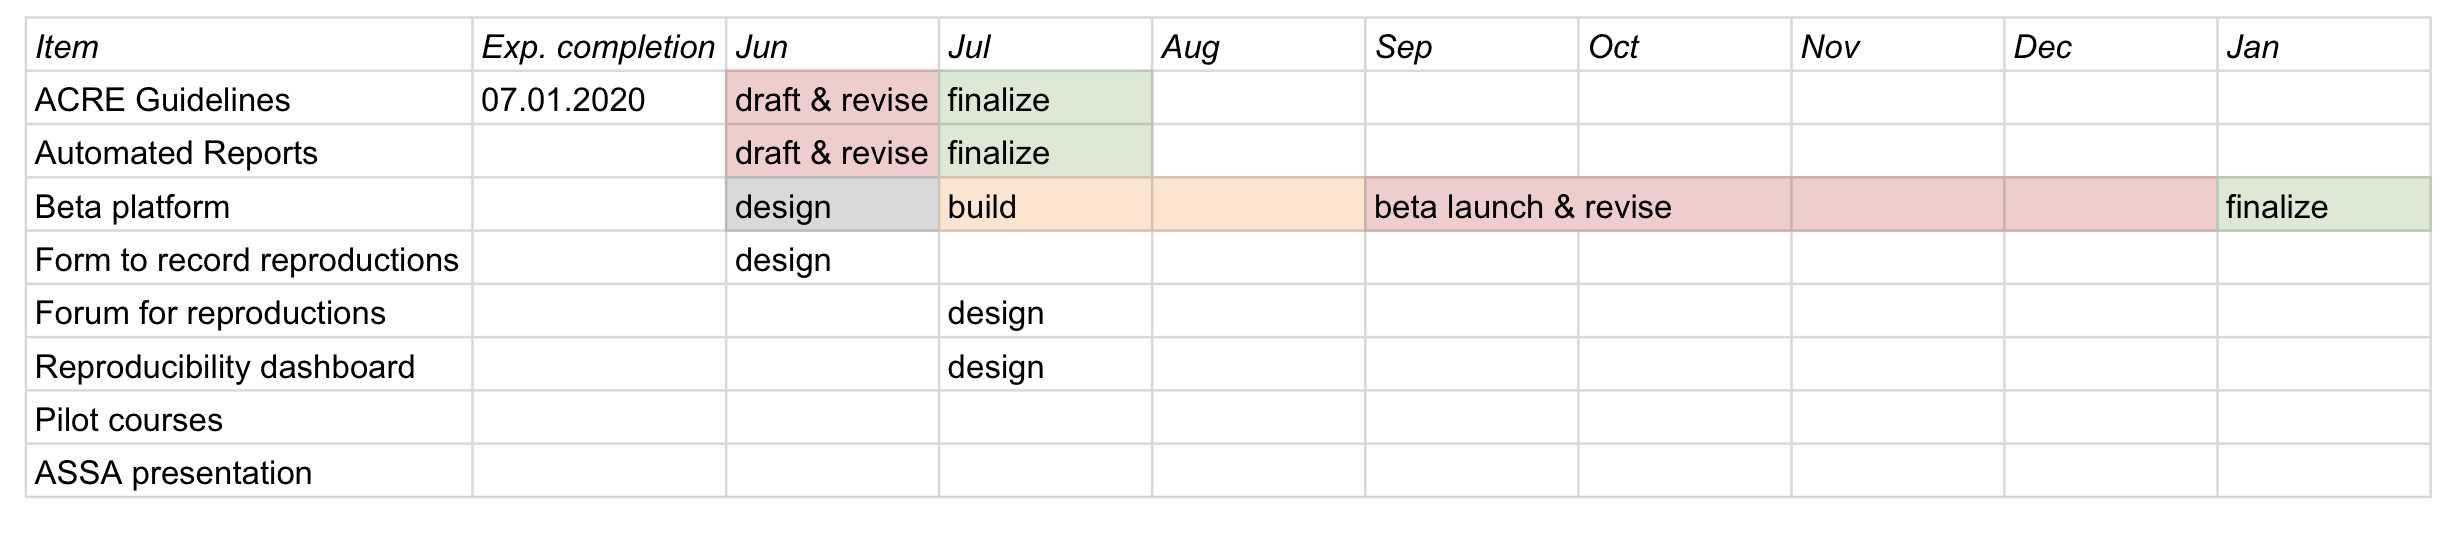 Item Exp. completion Jun Jul Aug Sep Oct Nov Dec Jan
ACRE Guidelines 07.01.2020 draft & revise finalize
Automated Reports draft & revise finalize
Beta platform design build beta launch & revise finalize
Form to record reproductions design
Forum for reproductions design
Reproducibility dashboard design
Pilot courses
ASSA presentation